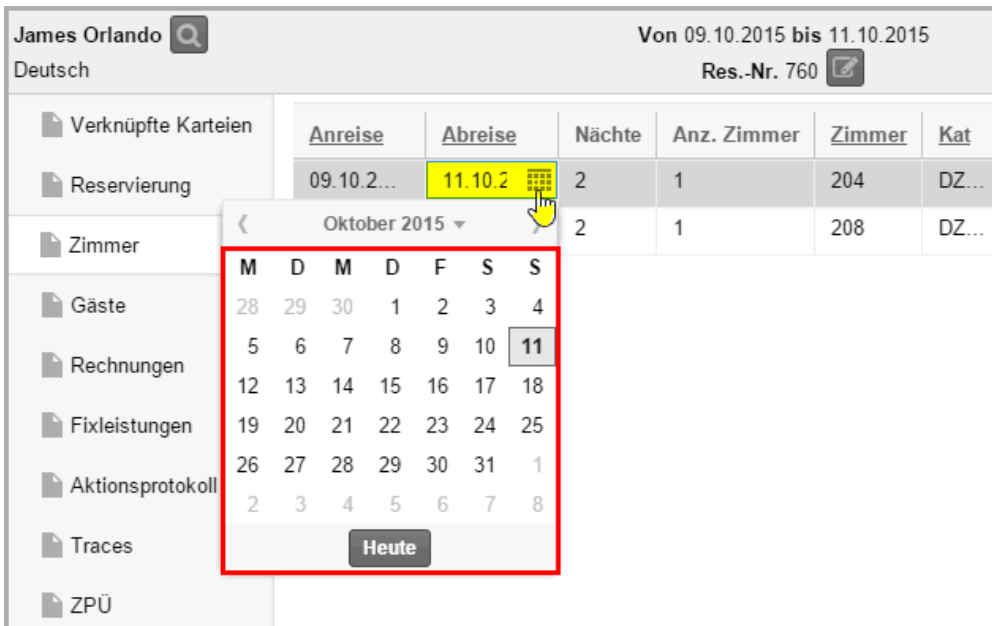 James Orlando
Deutsch
Von 09.10.2015 bis 11.10.2015
Res.-Nr. 760
Verknüpfte Karteien
Reservierung
Zimmer
Gäste
Rechnungen
Fixleistungen
Aktionsprotokoll
Traces
ZPÜ
Anreise Abreise Nächte Anz. Zimmer Zimmer Kat
09.10.2... 11.10.2 2 1 204 DZ...
2 1 208 DZ...
Oktober 2015
M D M D F S S
28 29 30 1 2 3 4
5 6 7 8 9 10 11
12 13 14 15 16 17 18
19 20 21 22 23 24 25
26 27 28 29 30 31 1
2 3 4 5 6 7 8
Heute